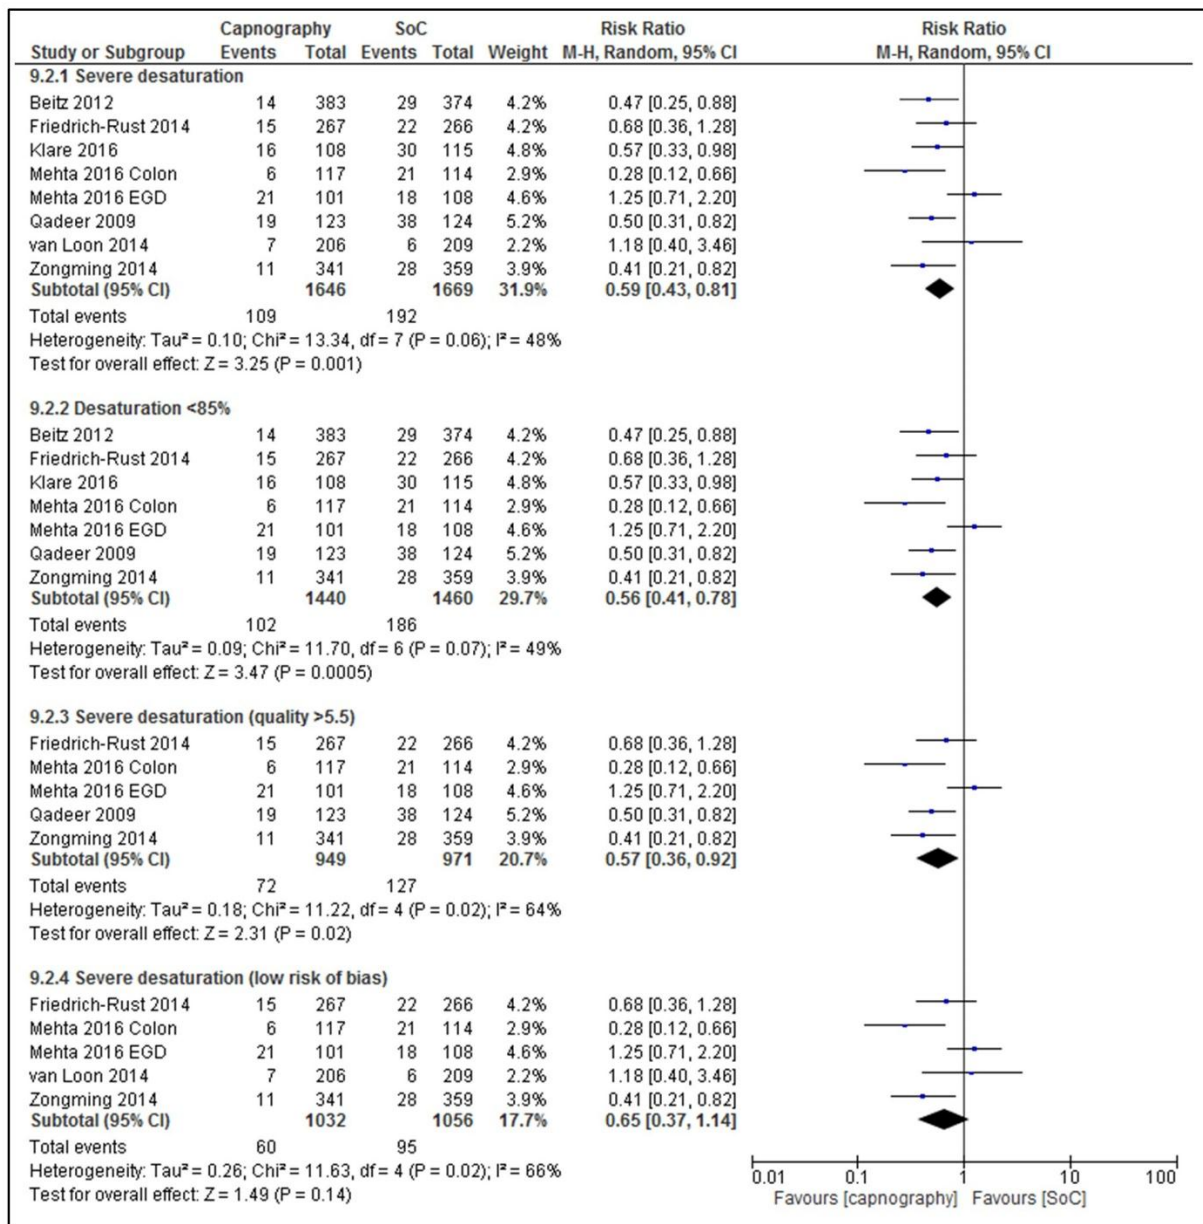 Capnography SoC Risk Ratio Risk Ratio
Study or Subgroup Events Total Events Total Weight M-H, Random, 95% CI M-H, Random, 95% CI
9.2.1 Severe desaturation
Beitz 2012 14 383 29 374 4.2% 0.47 [0.25, 0.88]
Friedrich-Rust 2014 15 267 22 266 4.2% 0.68 [0.36, 1.28]
Klare 2016 16 108 30 115 4.8% 0.57 [0.33, 0.98]
Mehta 2016 Colon 6 117 21 114 2.9% 0.28 [0.12, 0.66]
Mehta 2016 EGD 21 101 18 108 4.6% 1.25 [0.71, 2.20]
Qadeer 2009 19 123 38 124 5.2% 0.50 [0.31, 0.82]
van Loon 2014 7 206 6 209 2.2% 1.18 [0.40, 3.46]
Zongming 2014 11 341 28 359 3.9% 0.41 [0.21, 0.82]
Subtotal (95% CI) 1646 1669 31.9% 0.59 [0.43, 0.81]
Total events 109 192
Heterogeneity: Tau² = 0.10; Chi² = 13.34, df = 7 (P = 0.06); I² = 48%
Test for overall effect: Z = 3.25 (P = 0.001)
9.2.2 Desaturation <85%
Beitz 2012 14 383 29 374 4.2% 0.47 [0.25, 0.88]
Friedrich-Rust 2014 15 267 22 266 4.2% 0.68 [0.36, 1.28]
Klare 2016 16 108 30 115 4.8% 0.57 [0.33, 0.98]
Mehta 2016 Colon 6 117 21 114 2.9% 0.28 [0.12, 0.66]
Mehta 2016 EGD 21 101 18 108 4.6% 1.25 [0.71, 2.20]
Qadeer 2009 19 123 38 124 5.2% 0.50 [0.31, 0.82]
Zongming 2014 11 341 28 359 3.9% 0.41 [0.21, 0.82]
Subtotal (95% CI) 1440 1460 29.7% 0.56 [0.41, 0.78]
Total events 102 186
Heterogeneity: Tau² = 0.09; Chi² = 11.70, df = 6 (P = 0.07); I² = 49%
Test for overall effect: Z = 3.47 (P = 0.0005)
9.2.3 Severe desaturation (quality >5.5)
Friedrich-Rust 2014 15 267 22 266 4.2% 0.68 [0.36, 1.28]
Mehta 2016 Colon 6 117 21 114 2.9% 0.28 [0.12, 0.66]
Mehta 2016 EGD 21 101 18 108 4.6% 1.25 [0.71, 2.20]
Qadeer 2009 19 123 38 124 5.2% 0.50 [0.31, 0.82]
Zongming 2014 11 341 28 359 3.9% 0.41 [0.21, 0.82]
Subtotal (95% CI) 949 971 20.7% 0.57 [0.36, 0.92]
Total events 72 127
Heterogeneity: Tau² = 0.18; Chi² = 11.22, df = 4 (P = 0.02); I² = 64%
Test for overall effect: Z = 2.31 (P = 0.02)
9.2.4 Severe desaturation (low risk of bias)
Friedrich-Rust 2014 15 267 22 266 4.2% 0.68 [0.36, 1.28]
Mehta 2016 Colon 6 117 21 114 2.9% 0.28 [0.12, 0.66]
Mehta 2016 EGD 21 101 18 108 4.6% 1.25 [0.71, 2.20]
van Loon 2014 7 206 6 209 2.2% 1.18 [0.40, 3.46]
Zongming 2014 11 341 28 359 3.9% 0.41 [0.21, 0.82]
Subtotal (95% CI) 1032 1056 17.7% 0.65 [0.37, 1.14]
Total events 60 95
Heterogeneity: Tau² = 0.26; Chi² = 11.63, df = 4 (P = 0.02); I² = 66%
Test for overall effect: Z = 1.49 (P = 0.14)
0.01 0.1 1 10 100
Favours [capnography] Favours [SoC]